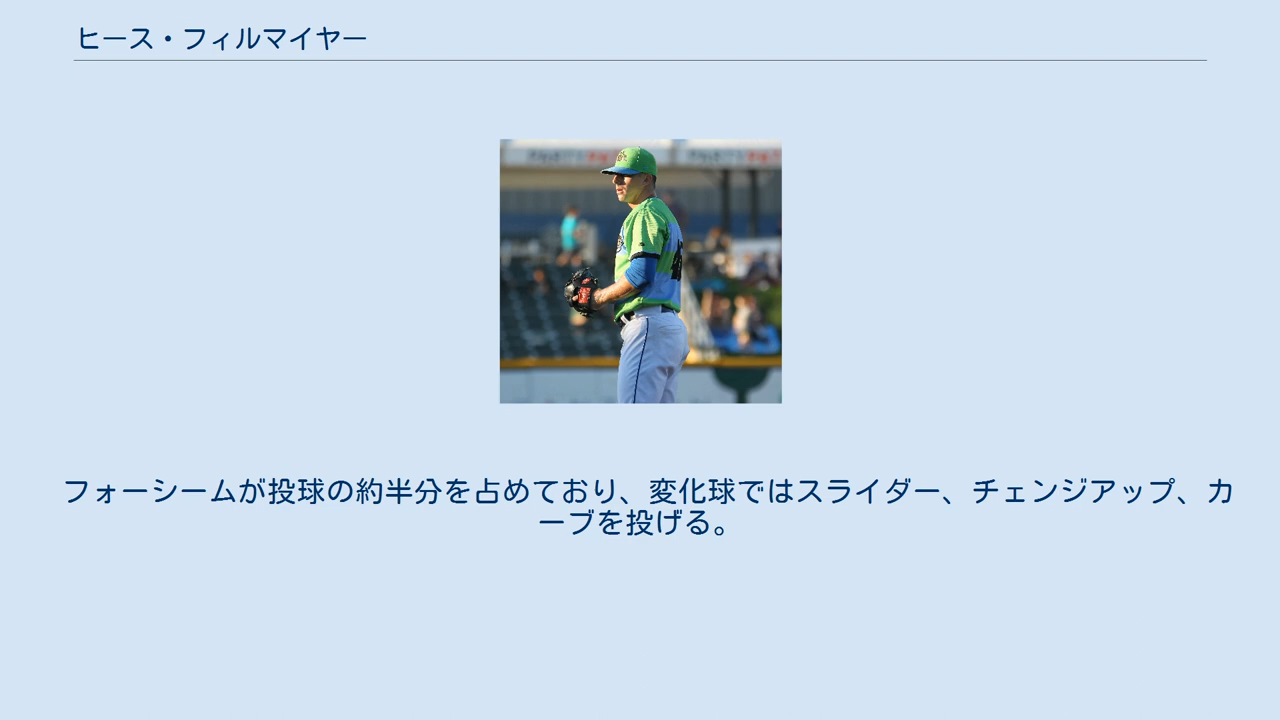 ヒース・フィルマイヤー
フォーシームが投球の約半分を占めており、変化球ではスライダー、チェンジアップ、カ
ーブを投げる。